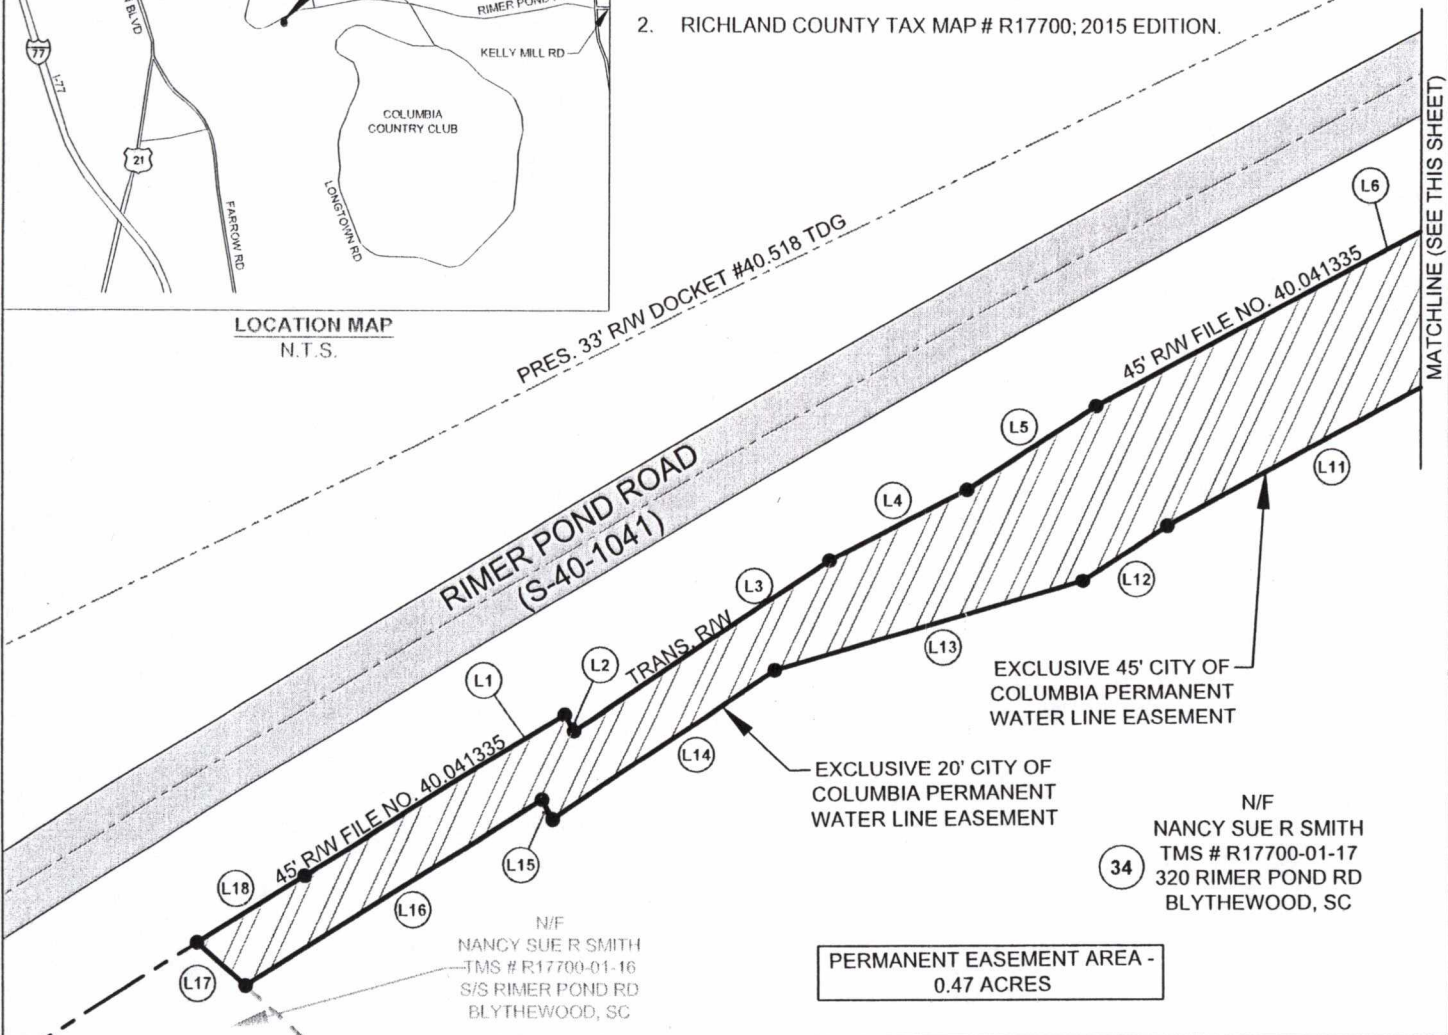 N BLVD
RIMER POND
77
I-77
KELLY MILL RD
COLUMBIA
COUNTRY CLUB
21
FARROW RD
LONGTOWN RD
LOCATION MAP
N.T.S.
2. RICHLAND COUNTY TAX MAP # R17700; 2015 EDITION.
MATCHLINE (SEE THIS SHEET)
PRES. 33' R/W DOCKET #40.518 TDG
L6
45' R/W FILE NO. 40.041335
L5
L11
L4
RIMER POND ROAD
(S-40-1041)
L3
L12
TRANS. R/W
L13
L2
L1
EXCLUSIVE 45' CITY OF
COLUMBIA PERMANENT
WATER LINE EASEMENT
L14
45' R/W FILE NO. 40.041335
EXCLUSIVE 20' CITY OF
COLUMBIA PERMANENT
WATER LINE EASEMENT
L15
L18
L16
L17
N/F
NANCY SUE R SMITH
TMS # R17700-01-16
S/S RIMER POND RD
BLYTHEWOOD, SC
34
N/F
NANCY SUE R SMITH
TMS # R17700-01-17
320 RIMER POND RD
BLYTHEWOOD, SC
PERMANENT EASEMENT AREA -
0.47 ACRES